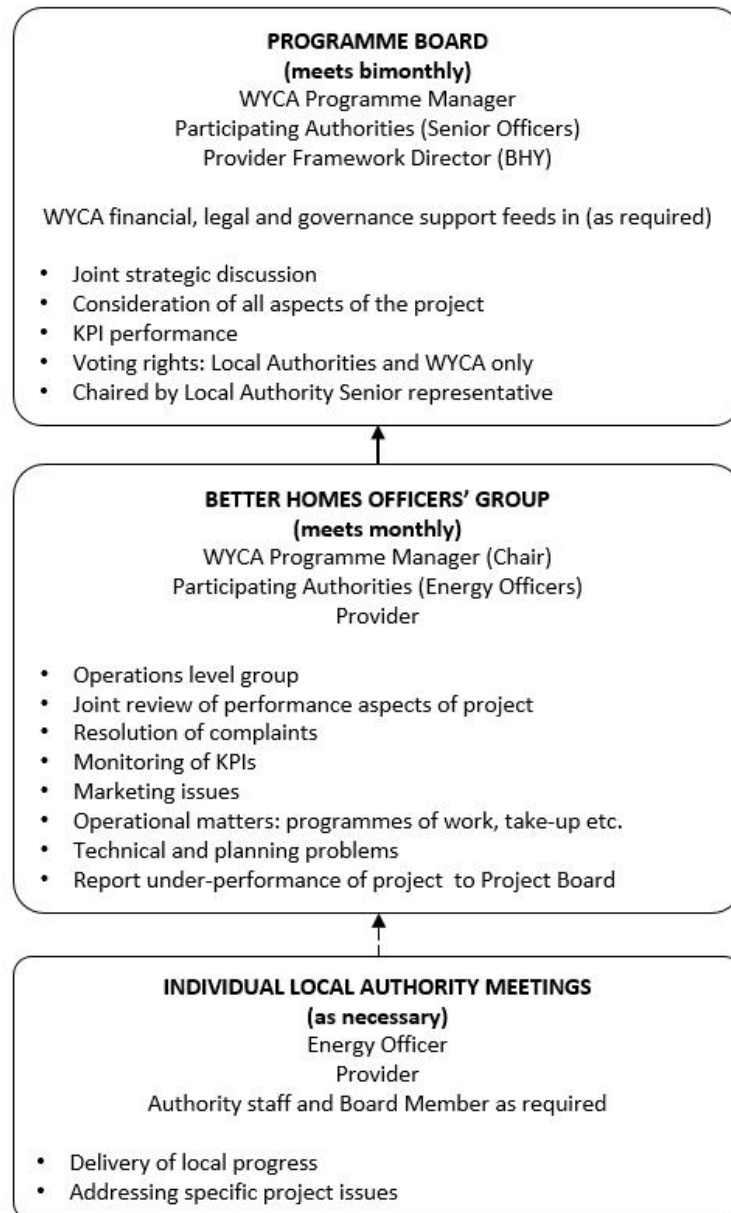 PROGRAMME BOARD
(meets bimonthly)
WYCA Programme Manager
Participating Authorities (Senior Officers)
Provider Framework Director (BHY)
WYCA financial, legal and governance support feeds in (as required)
• Joint strategic discussion
• Consideration of all aspects of the project
• KPI performance
• Voting rights: Local Authorities and WYCA only
• Chaired by Local Authority Senior representative
BETTER HOMES OFFICERS’ GROUP
(meets monthly)
WYCA Programme Manager (Chair)
Participating Authorities (Energy Officers)
Provider
• Operations level group
• Joint review of performance aspects of project
• Resolution of complaints
• Monitoring of KPIs
• Marketing issues
• Operational matters: programmes of work, take-up etc.
• Technical and planning problems
• Report under-performance of project to Project Board
INDIVIDUAL LOCAL AUTHORITY MEETINGS
(as necessary)
Energy Officer
Provider
Authority staff and Board Member as required
• Delivery of local progress
• Addressing specific project issues